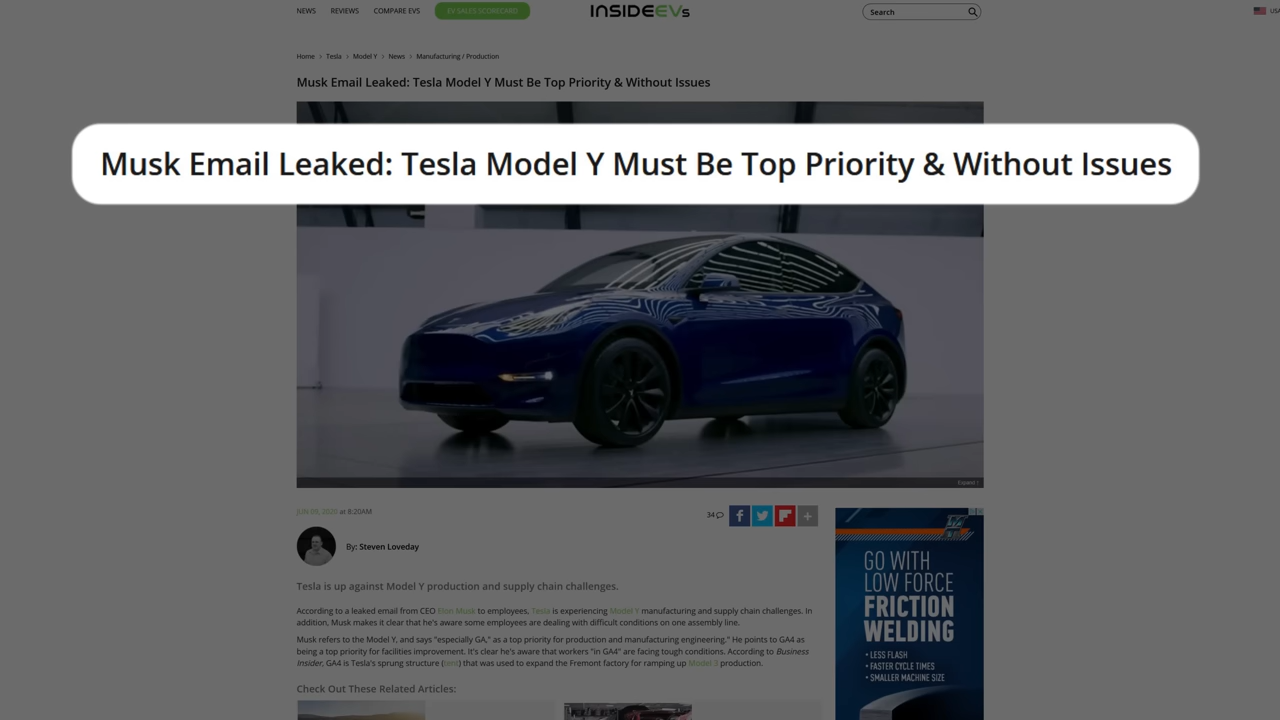 NEWS REVIEWS COMPARE EVS EV SALES SCORECARD INSIDEEVs Search USA
Home > Tesla > Model Y > News > Manufacturing / Production
Musk Email Leaked: Tesla Model Y Must Be Top Priority & Without Issues
Musk Email Leaked: Tesla Model Y Must Be Top Priority & Without Issues
JUN 09, 2020 at 8:20AM
34
By: Steven Loveday
Tesla is up against Model Y production and supply chain challenges.
According to a leaked email from CEO Elon Musk to employees, Tesla is experiencing Model Y manufacturing and supply chain challenges. In
addition, Musk makes it clear that he's aware some employees are dealing with difficult conditions on one assembly line.
Musk refers to the Model Y, and says "especially GA," as a top priority for production and manufacturing engineering." He points to GA4 as
being a top priority for facilities improvement. It's clear he's aware that workers "in GA4" are facing tough conditions. According to Business
Insider, GA4 is Tesla's sprung structure (tent) that was used to expand the Fremont factory for ramping up Model 3 production.
Check Out These Related Articles:
GO WITH
LOW FORCE
FRICTION
WELDING
• LESS FLASH
• FASTER CYCLE TIMES
• SMALLER MACHINE SIZE